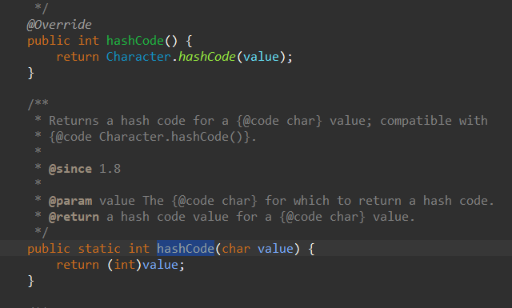 */
@Override
public int hashCode() {
return Character.hashCode(value);
}
/**
* Returns a hash code for a {@code char} value; compatible with
* {@code Character.hashCode()}.
*
* @since 1.8
*
* @param value The {@code char} for which to return a hash code.
* @return a hash code value for a {@code char} value.
*/
public static int hashCode(char value) {
return (int)value;
}